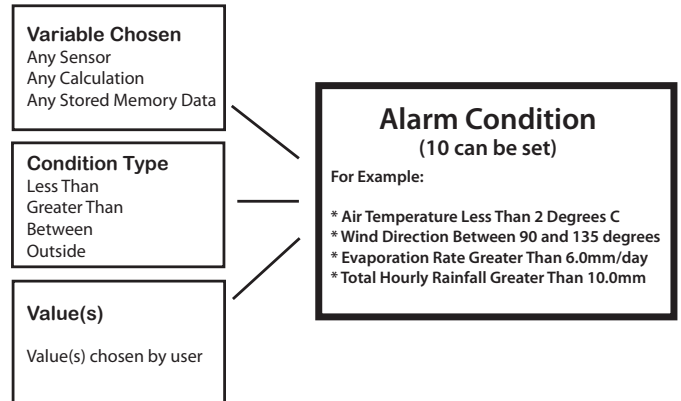 Variable Chosen
Any Sensor
Any Calculation
Any Stored Memory Data
Condition Type
Less Than
Greater Than
Between
Outside
Value(s)
Value(s) chosen by user
Alarm Condition
(10 can be set)
For Example:
* Air Temperature Less Than 2 Degrees C
* Wind Direction Between 90 and 135 degrees
* Evaporation Rate Greater Than 6.0mm/day
* Total Hourly Rainfall Greater Than 10.0mm